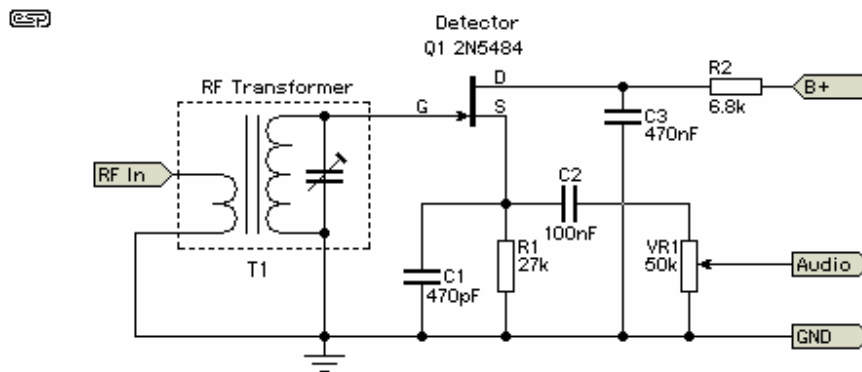 esp
Detector
Q1 2N5484
RF Transformer
D
R2
B+
G
S
6.8k
C3
470nF
RF In
C2
100nF
R1
27k
VR1
50k
Audio
T1
C1
470pF
GND